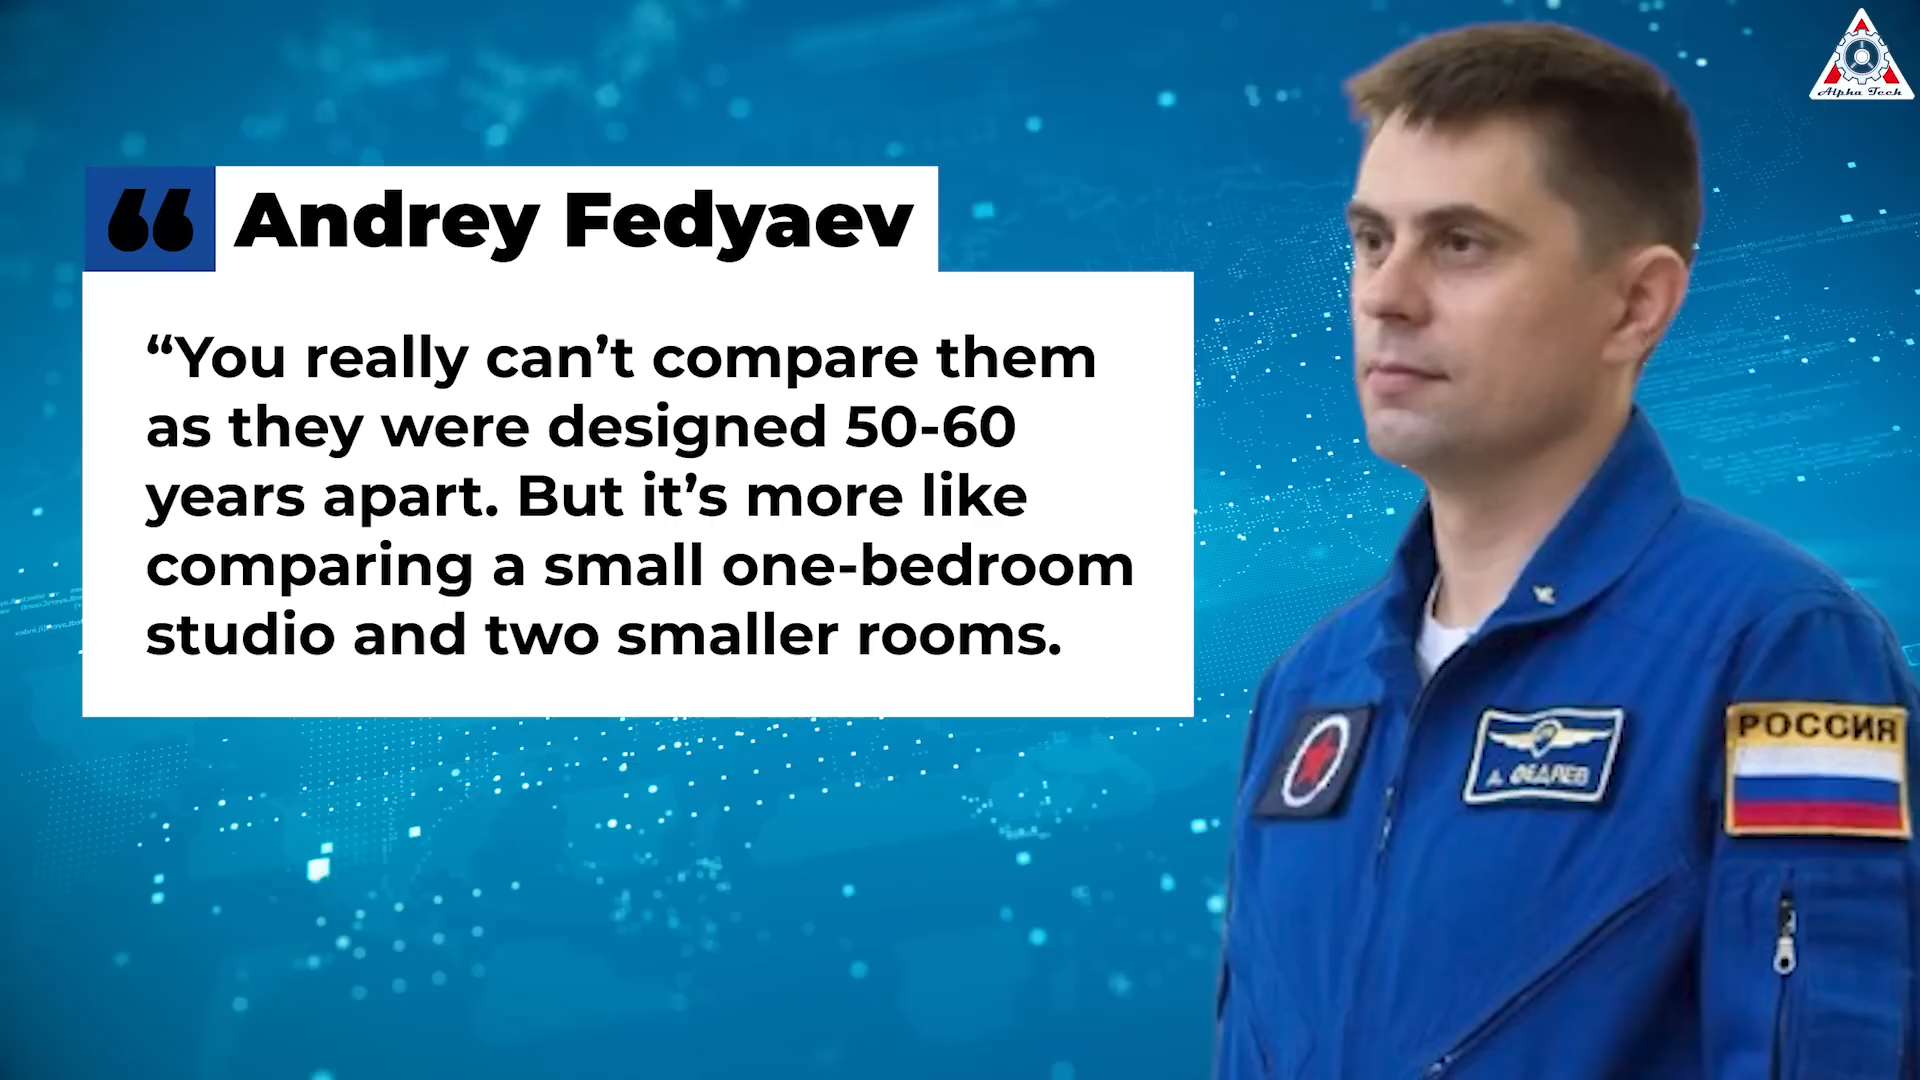 Alpha Tech
Andrey Fedyaev
“You really can’t compare them
as they were designed 50-60
years apart. But it’s more like
comparing a small one-bedroom
studio and two smaller rooms.
А. ФЕДЯЕВ
РОССИЯ